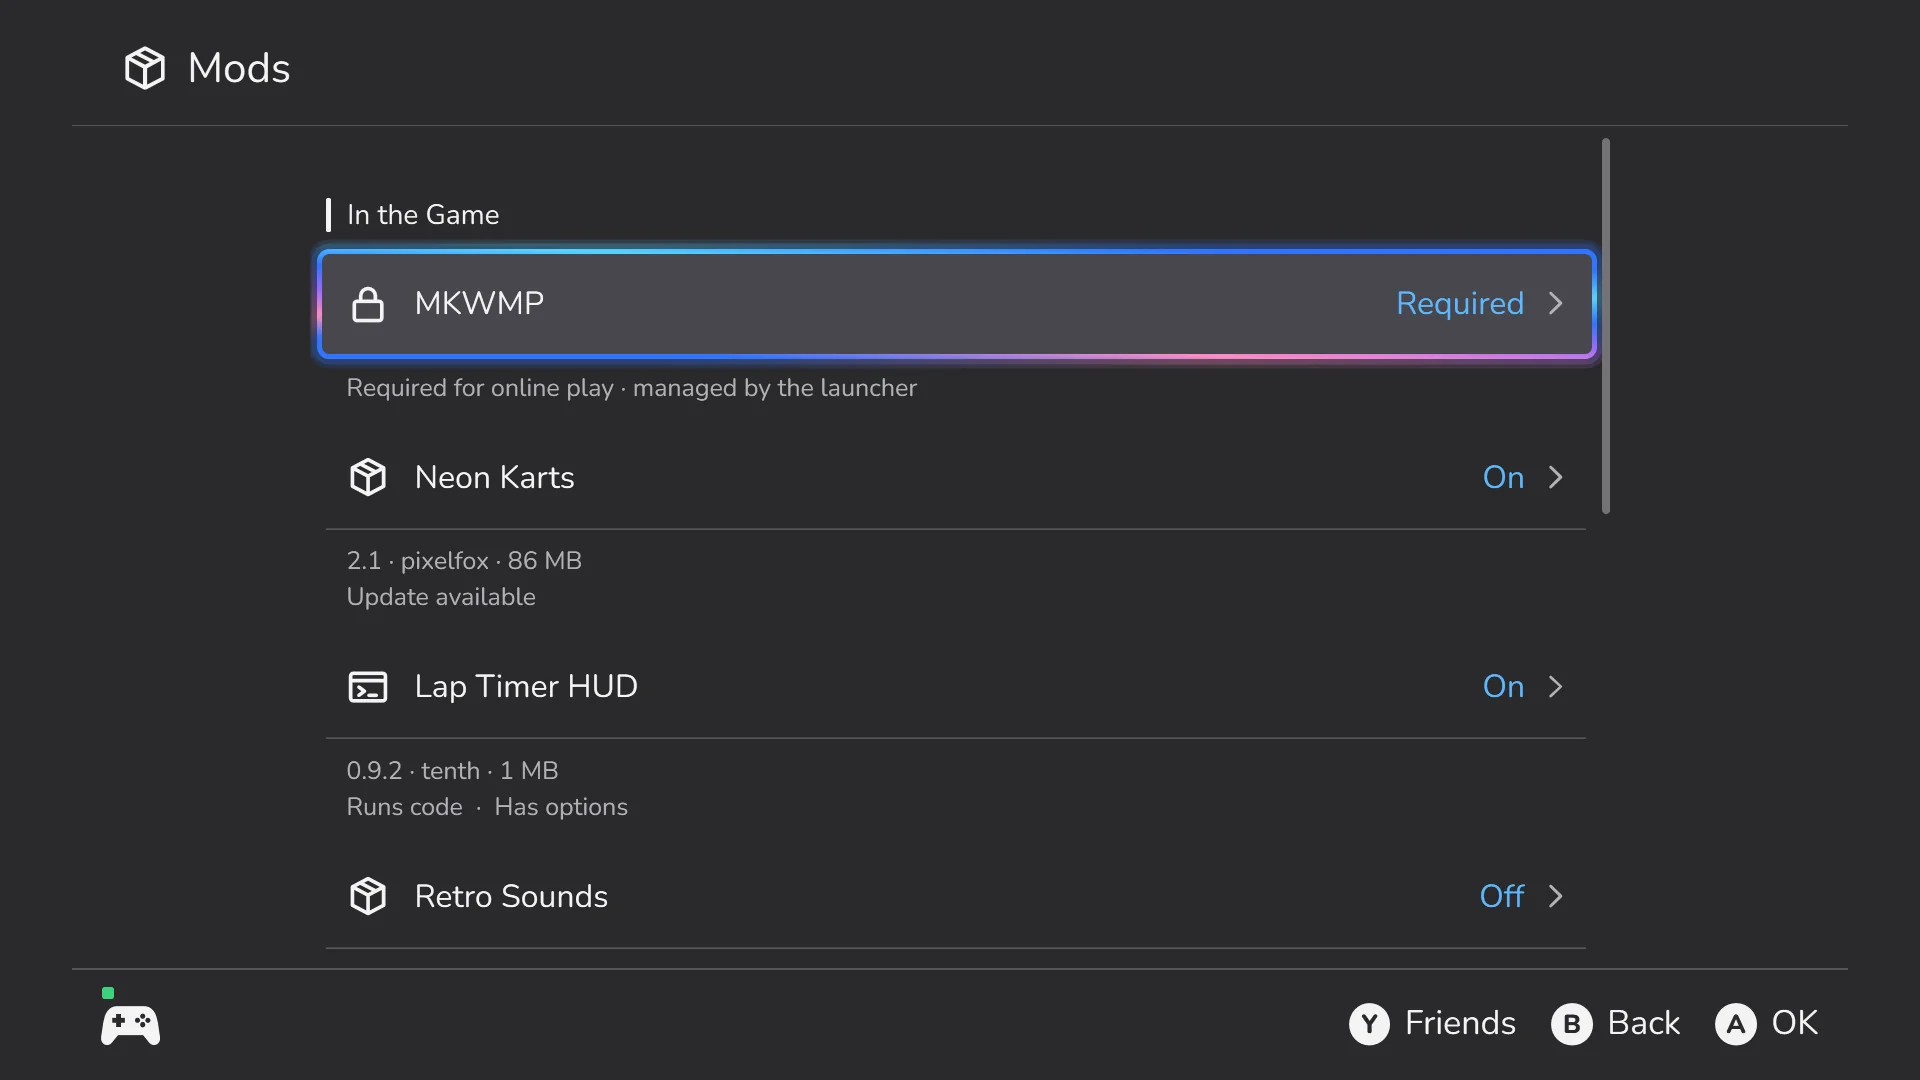 Mods
In the Game
MKWMP Required
Required for online play · managed by the launcher
Neon Karts On
2.1 · pixelfox · 86 MB
Update available
Lap Timer HUD On
0.9.2 · tenth · 1 MB
Runs code · Has options
Retro Sounds Off
Y Friends B Back A OK